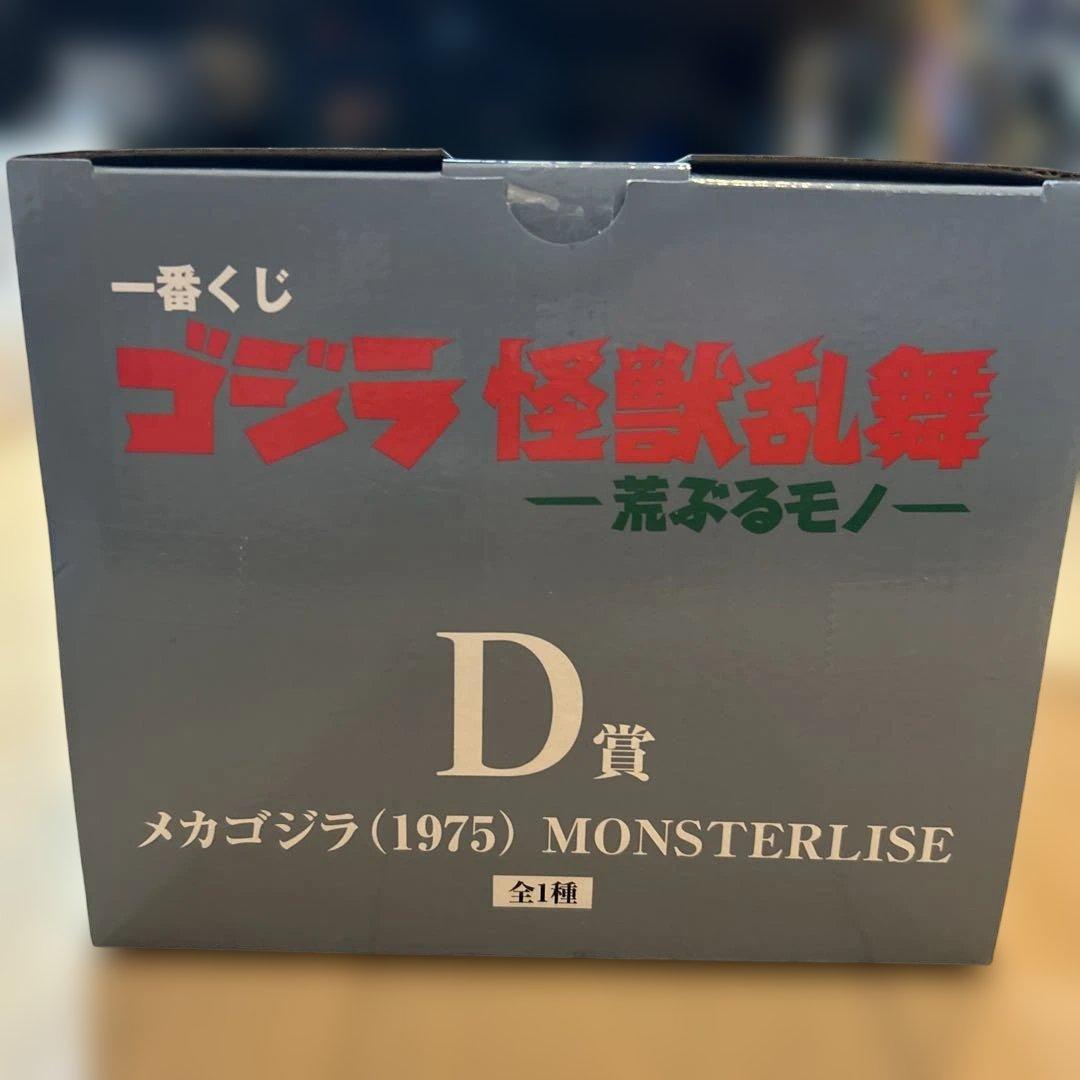 一番くじ
ゴジラ 怪獣乱舞
―荒ぶるモノ―
D賞
メカゴジラ(1975) MONSTERLISE
全1種